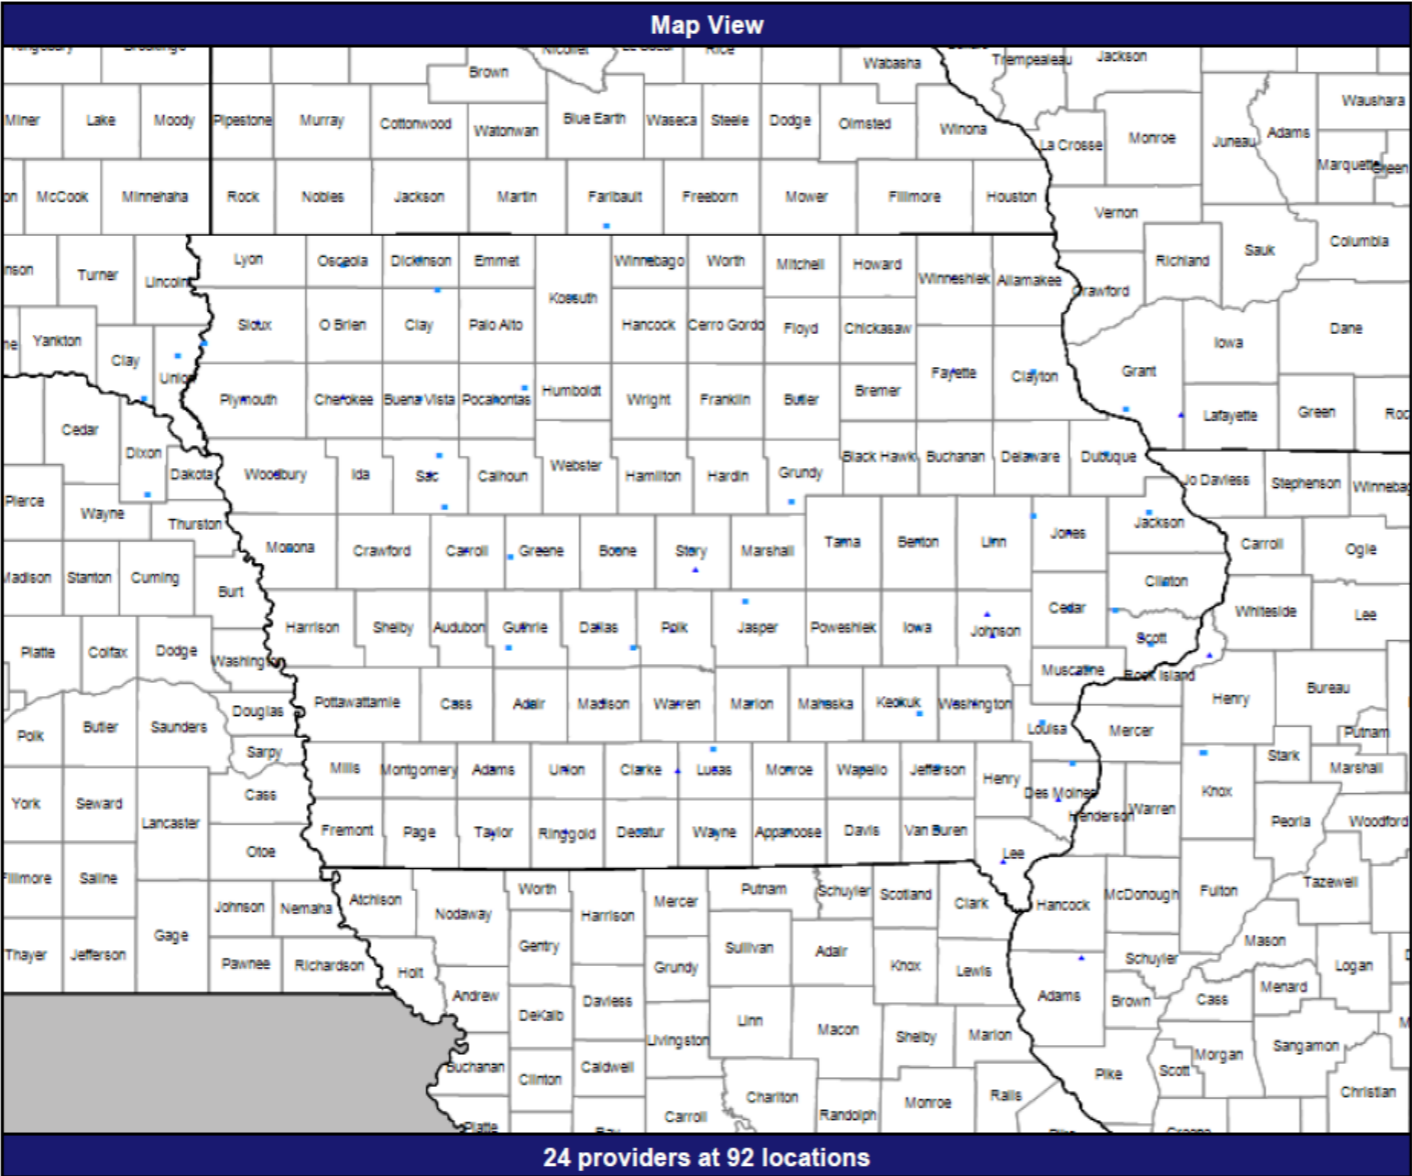 Map View
Brown Wabasha Trempealeau Jackson
Miner Lake Moody Pipestone Murray Cottonwood Watonwan Blue Earth Waseca Steele Dodge Olmsted Winona La Crosse Monroe Juneau Adams Waushara
Marquette
McCook Minnehaha Rock Nobles Jackson Martin Faribault Freeborn Mower Fillmore Houston Vernon
Turner Lincoln Lyon Osceola Dickinson Emmet Kossuth Winnebago Worth Mitchell Howard Winneshiek Allamakee Crawford Richland Sauk Columbia
Yankton Clay Union Sioux O Brien Clay Palo Alto Hancock Cerro Gordo Floyd Chickasaw Iowa Dane
Cedar Dixon Plymouth Cherokee Buena Vista Pocahontas Humboldt Wright Franklin Butler Bremer Fayette Clayton Grant Lafayette Green
Dakota Woodbury Ida Sac Calhoun Webster Hamilton Hardin Grundy Black Hawk Buchanan Delaware Dubuque Jo Daviess Stephenson
Pierce Wayne Thurston
Madison Stanton Cuming Burt Monona Crawford Carroll Greene Boone Story Marshall Tama Benton Linn Jones Jackson Carroll Ogle
Clinton Whiteside Lee
Platte Colfax Dodge Washington Harrison Shelby Audubon Guthrie Dallas Polk Jasper Poweshiek Iowa Johnson Cedar Scott
Muscatine Rock Island Henry Bureau
Polk Butler Saunders Douglas Sarpy Pottawattamie Cass Adair Madison Warren Marion Mahaska Keokuk Washington Louisa Mercer Putnam
York Seward Lancaster Cass Mills Montgomery Adams Union Clarke Lucas Monroe Wapello Jefferson Henry Des Moines Henderson Warren Knox Stark Marshall
Otoe Fremont Page Taylor Ringgold Decatur Wayne Appanoose Davis Van Buren Lee Peoria Woodford
Fillmore Saline Gage Johnson Nemaha Atchison Nodaway Worth Harrison Mercer Putnam Schuyler Scotland Clark Hancock McDonough Fulton Tazewell
Thayer Jefferson Pawnee Richardson Holt Gentry Grundy Sullivan Adair Knox Lewis Schuyler Mason Logan
Andrew DeKalb Daviess Livingston Linn Macon Shelby Marion Adams Brown Cass Menard
Buchanan Clinton Caldwell Morgan Sangamon
Platte Carroll Chariton Randolph Monroe Ralls Pike Scott Christian
24 providers at 92 locations